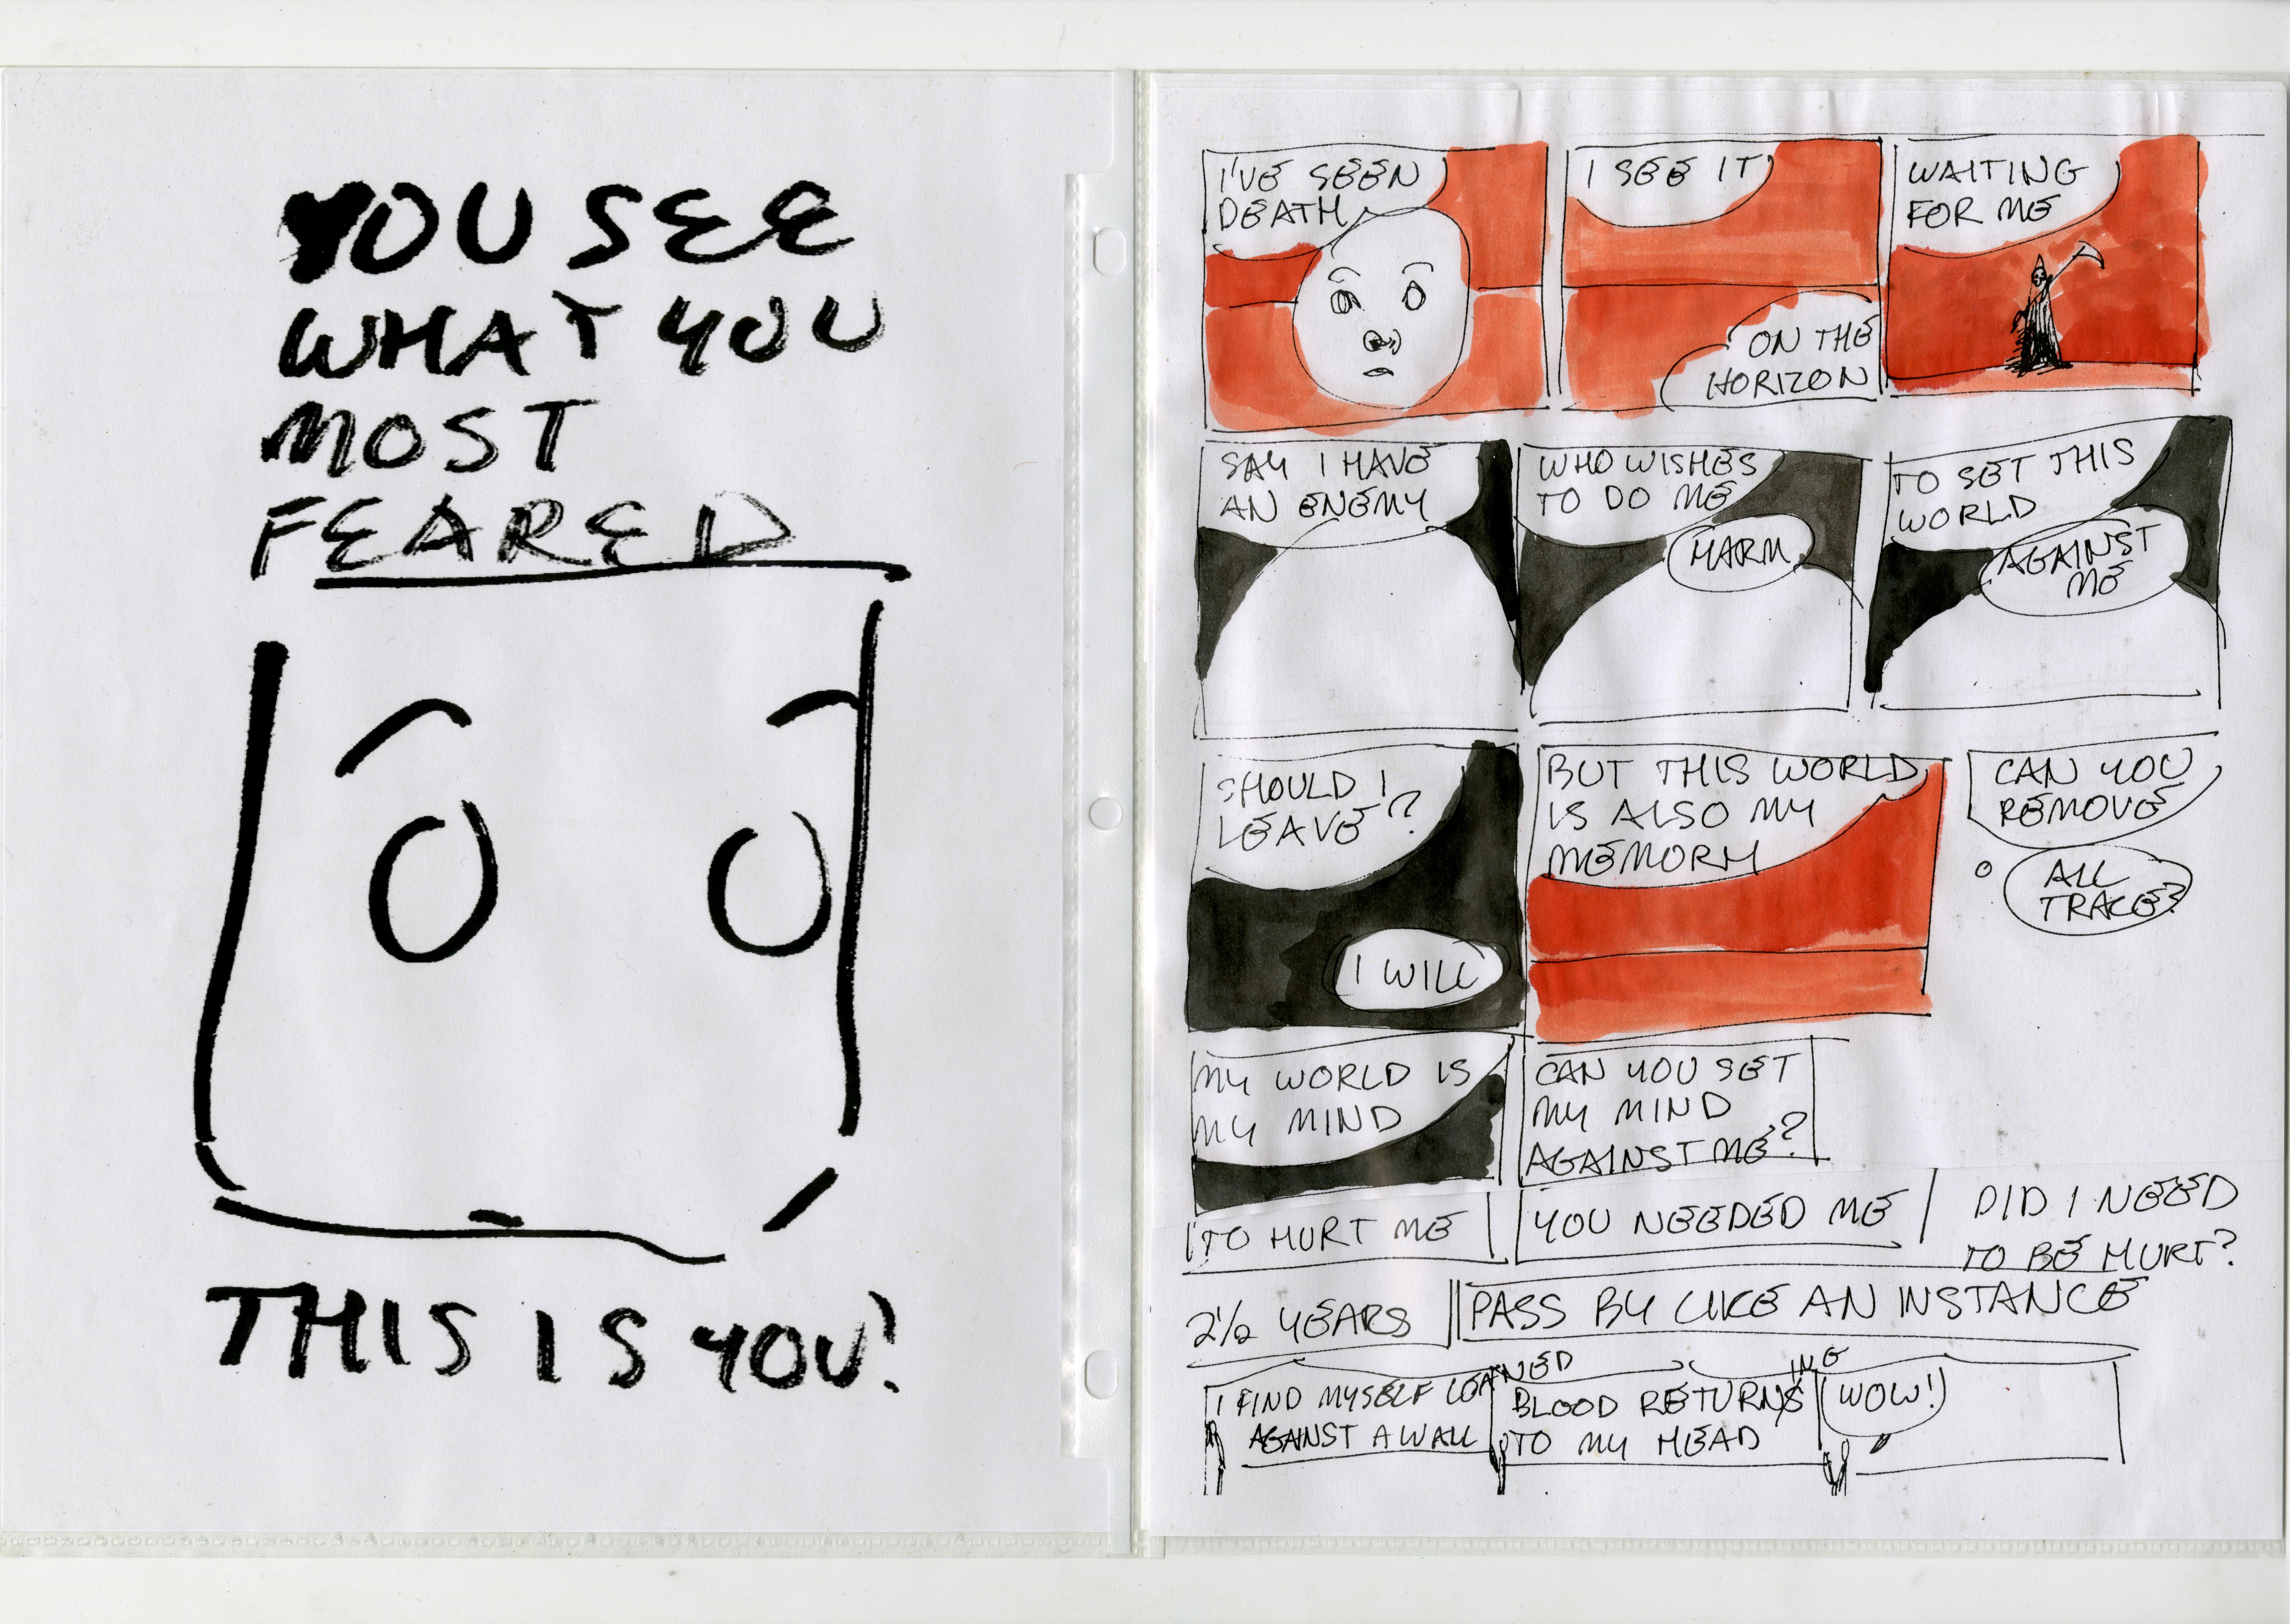 YOU SEE
WHAT YOU
MOST
FEARED
THIS IS YOU!
I'VE SEEN
DEATH
I SEE IT
ON THE
HORIZON
WAITING
FOR ME
SAY I HAVE
AN ENEMY
WHO WISHES
TO DO ME
HARM
TO SET THIS
WORLD
AGAINST
ME
SHOULD I
LEAVE?
I WILL
BUT THIS WORLD
IS ALSO MY
MEMORY
CAN YOU
REMOVE
ALL
TRACE?
MY WORLD IS
MY MIND
CAN YOU SET
MY MIND
AGAINST ME?
TO HURT ME
YOU NEEDED ME
DID I NEED
TO BE HURT?
2½ YEARS
PASS BY LIKE AN INSTANCE
I FIND MYSELF LEANED
AGAINST A WALL
BLOOD RETURNING
TO MY HEAD
WOW!